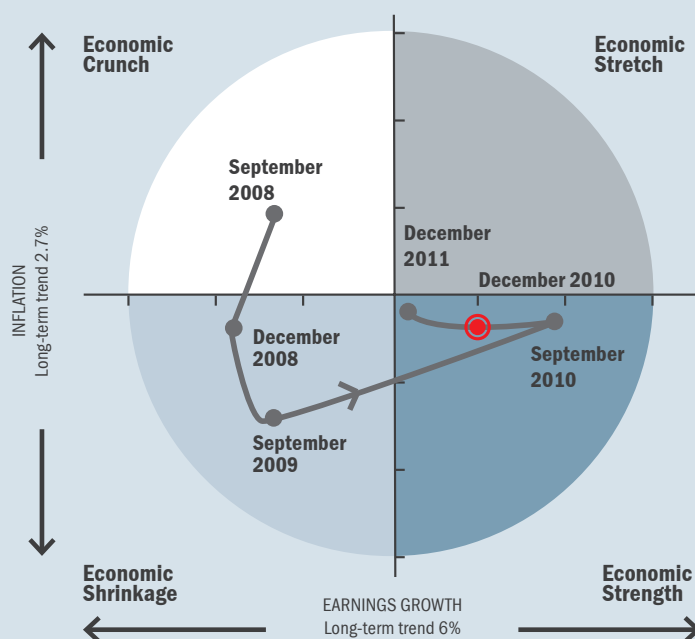 Economic
Crunch
Economic
Stretch
September
2008
December
2011
December 2010
INFLATION
Long-term trend 2.7%
December
2008
September
2010
September
2009
Economic
Shrinkage
Economic
Strength
EARNINGS GROWTH
Long-term trend 6%